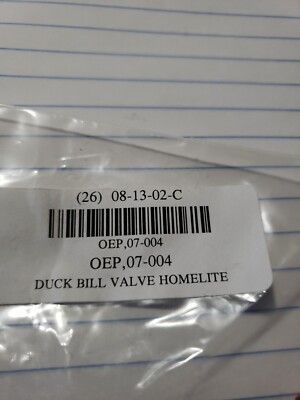 (26) 08-13-02-C
OEP,07-004
OEP,07-004
DUCK BILL VALVE HOMELITE